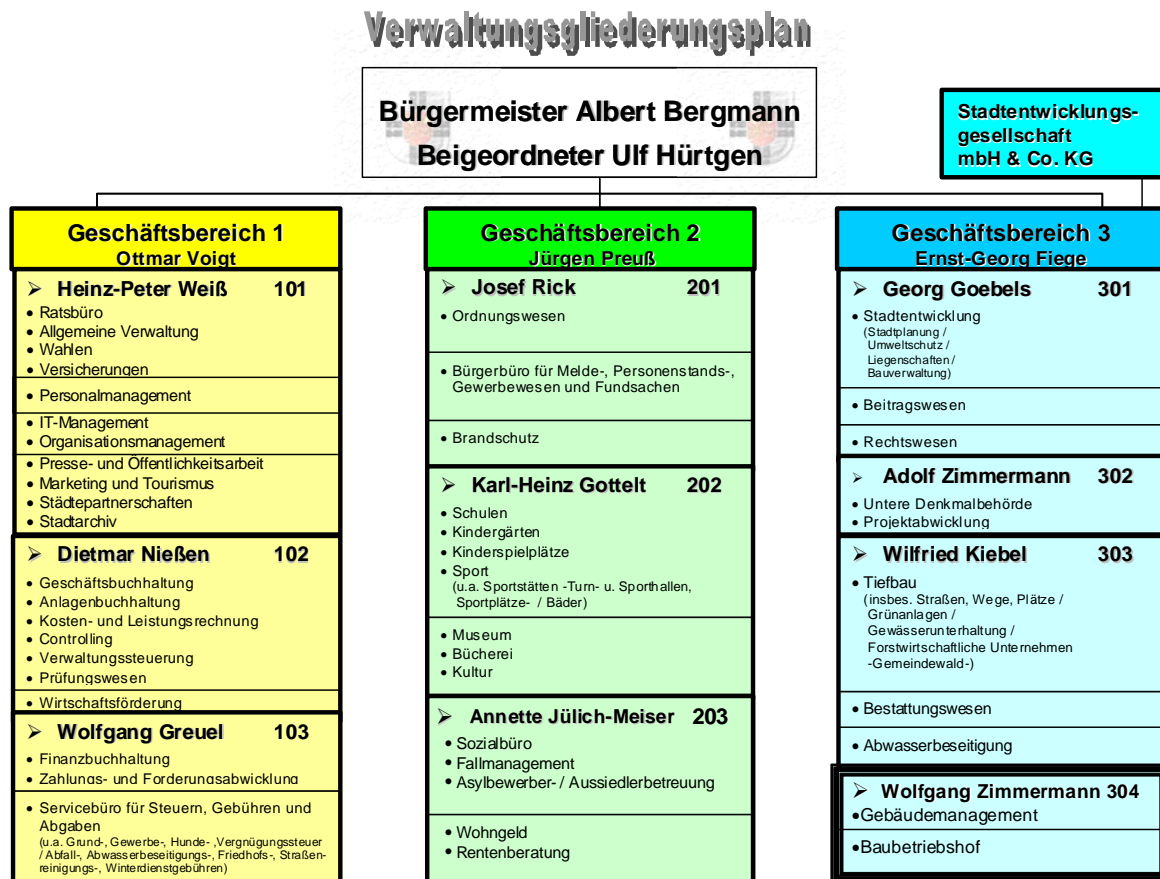 Verwaltungsgliederungsplan
Bürgermeister Albert Bergmann
Beigeordneter Ulf Hürtgen
Stadtentwicklungs-
gesellschaft
mbH & Co. KG
Geschäftsbereich 1
Ottmar Voigt
➢ Heinz-Peter Weiß 101
• Ratsbüro
• Allgemeine Verwaltung
• Wahlen
• Versicherungen
• Personalmanagement
• IT-Management
• Organisationsmanagement
• Presse- und Öffentlichkeitsarbeit
• Marketing und Tourismus
• Städtepartnerschaften
• Stadtarchiv
➢ Dietmar Nießen 102
• Geschäftsbuchhaltung
• Anlagenbuchhaltung
• Kosten- und Leistungsrechnung
• Controlling
• Verwaltungssteuerung
• Prüfungswesen
• Wirtschaftsförderung
➢ Wolfgang Greuel 103
• Finanzbuchhaltung
• Zahlungs- und Forderungsabwicklung
• Servicebüro für Steuern, Gebühren und
Abgaben
(u.a. Grund-, Gewerbe-, Hunde- ,Vergnügungssteuer
/ Abfall-, Abwasserbeseitigungs-, Friedhofs-, Straßen-
reinigungs-, Winterdienstgebühren)
Geschäftsbereich 2
Jürgen Preuß
➢ Josef Rick 201
• Ordnungswesen
• Bürgerbüro für Melde-, Personenstands-,
Gewerbewesen und Fundsachen
• Brandschutz
➢ Karl-Heinz Gottelt 202
• Schulen
• Kindergärten
• Kinderspielplätze
• Sport
(u.a. Sportstätten -Turn- u. Sporthallen,
Sportplätze- / Bäder)
• Museum
• Bücherei
• Kultur
➢ Annette Jülich-Meiser 203
• Sozialbüro
• Fallmanagement
• Asylbewerber- / Aussiedlerbetreuung
• Wohngeld
• Rentenberatung
Geschäftsbereich 3
Ernst-Georg Fiege
➢ Georg Goebels 301
• Stadtentwicklung
(Stadtplanung /
Umweltschutz /
Liegenschaften /
Bauverwaltung)
• Beitragswesen
• Rechtswesen
➢ Adolf Zimmermann 302
• Untere Denkmalbehörde
• Projektabwicklung
➢ Wilfried Kiebel 303
• Tiefbau
(insbes. Straßen, Wege, Plätze /
Grünanlagen /
Gewässerunterhaltung /
Forstwirtschaftliche Unternehmen
-Gemeindewald-)
• Bestattungswesen
• Abwasserbeseitigung
➢ Wolfgang Zimmermann 304
•Gebäudemanagement
•Baubetriebshof